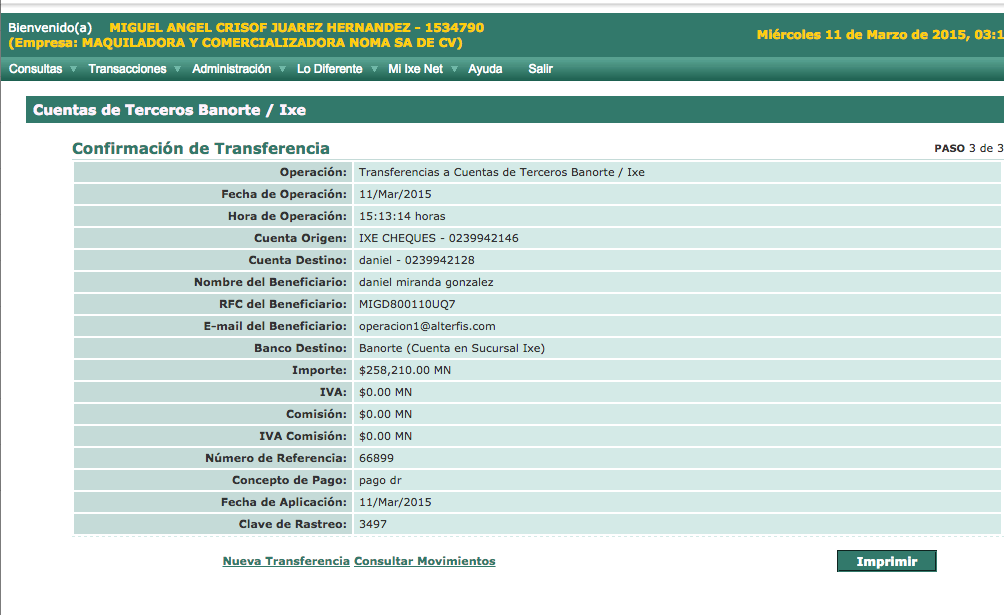 Bienvenido(a) MIGUEL ANGEL CRISOF JUAREZ HERNANDEZ - 1534790
(Empresa: MAQUILADORA Y COMERCIALIZADORA NOMA SA DE CV)
Miércoles 11 de Marzo de 2015, 03:1
Consultas Transacciones Administración Lo Diferente Mi Ixe Net Ayuda Salir
Cuentas de Terceros Banorte / Ixe
Confirmación de Transferencia
PASO 3 de 3
Operación: Transferencias a Cuentas de Terceros Banorte / Ixe
Fecha de Operación: 11/Mar/2015
Hora de Operación: 15:13:14 horas
Cuenta Origen: IXE CHEQUES - 0239942146
Cuenta Destino: daniel - 0239942128
Nombre del Beneficiario: daniel miranda gonzalez
RFC del Beneficiario: MIGD800110UQ7
E-mail del Beneficiario: operacion1@alterfis.com
Banco Destino: Banorte (Cuenta en Sucursal Ixe)
Importe: $258,210.00 MN
IVA: $0.00 MN
Comisión: $0.00 MN
IVA Comisión: $0.00 MN
Número de Referencia: 66899
Concepto de Pago: pago dr
Fecha de Aplicación: 11/Mar/2015
Clave de Rastreo: 3497
Nueva Transferencia Consultar Movimientos
Imprimir